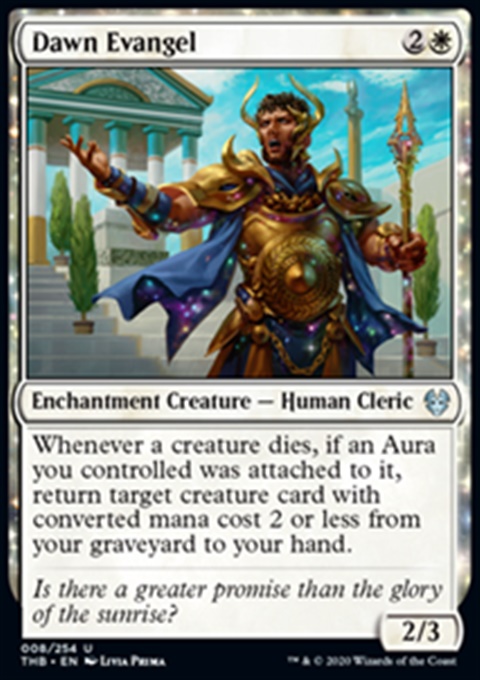 Dawn Evangel 2
Enchantment Creature — Human Cleric
Whenever a creature dies, if an Aura
you controlled was attached to it,
return target creature card with
converted mana cost 2 or less from
your graveyard to your hand.
Is there a greater promise than the glory
of the sunrise?
2/3
008/254 U
THB • EN Livia Prima ™ & © 2020 Wizards of the Coast